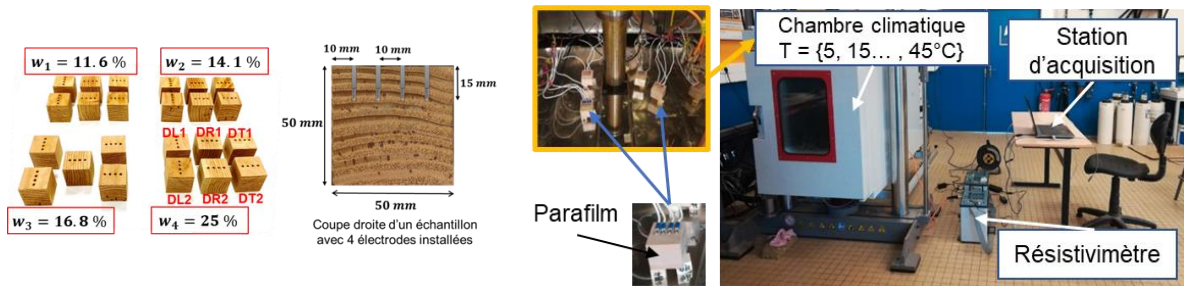 w₁ = 11.6 %
w₂ = 14.1 %
DL1 DR1 DT1
DL2 DR2 DT2
w₃ = 16.8 %
w₄ = 25 %
10 mm 10 mm
15 mm
50 mm
50 mm
Coupe droite d'un échantillon
avec 4 électrodes installées
Parafilm
Chambre climatique
T = {5, 15… , 45°C}
Station
d'acquisition
Résistivimètre